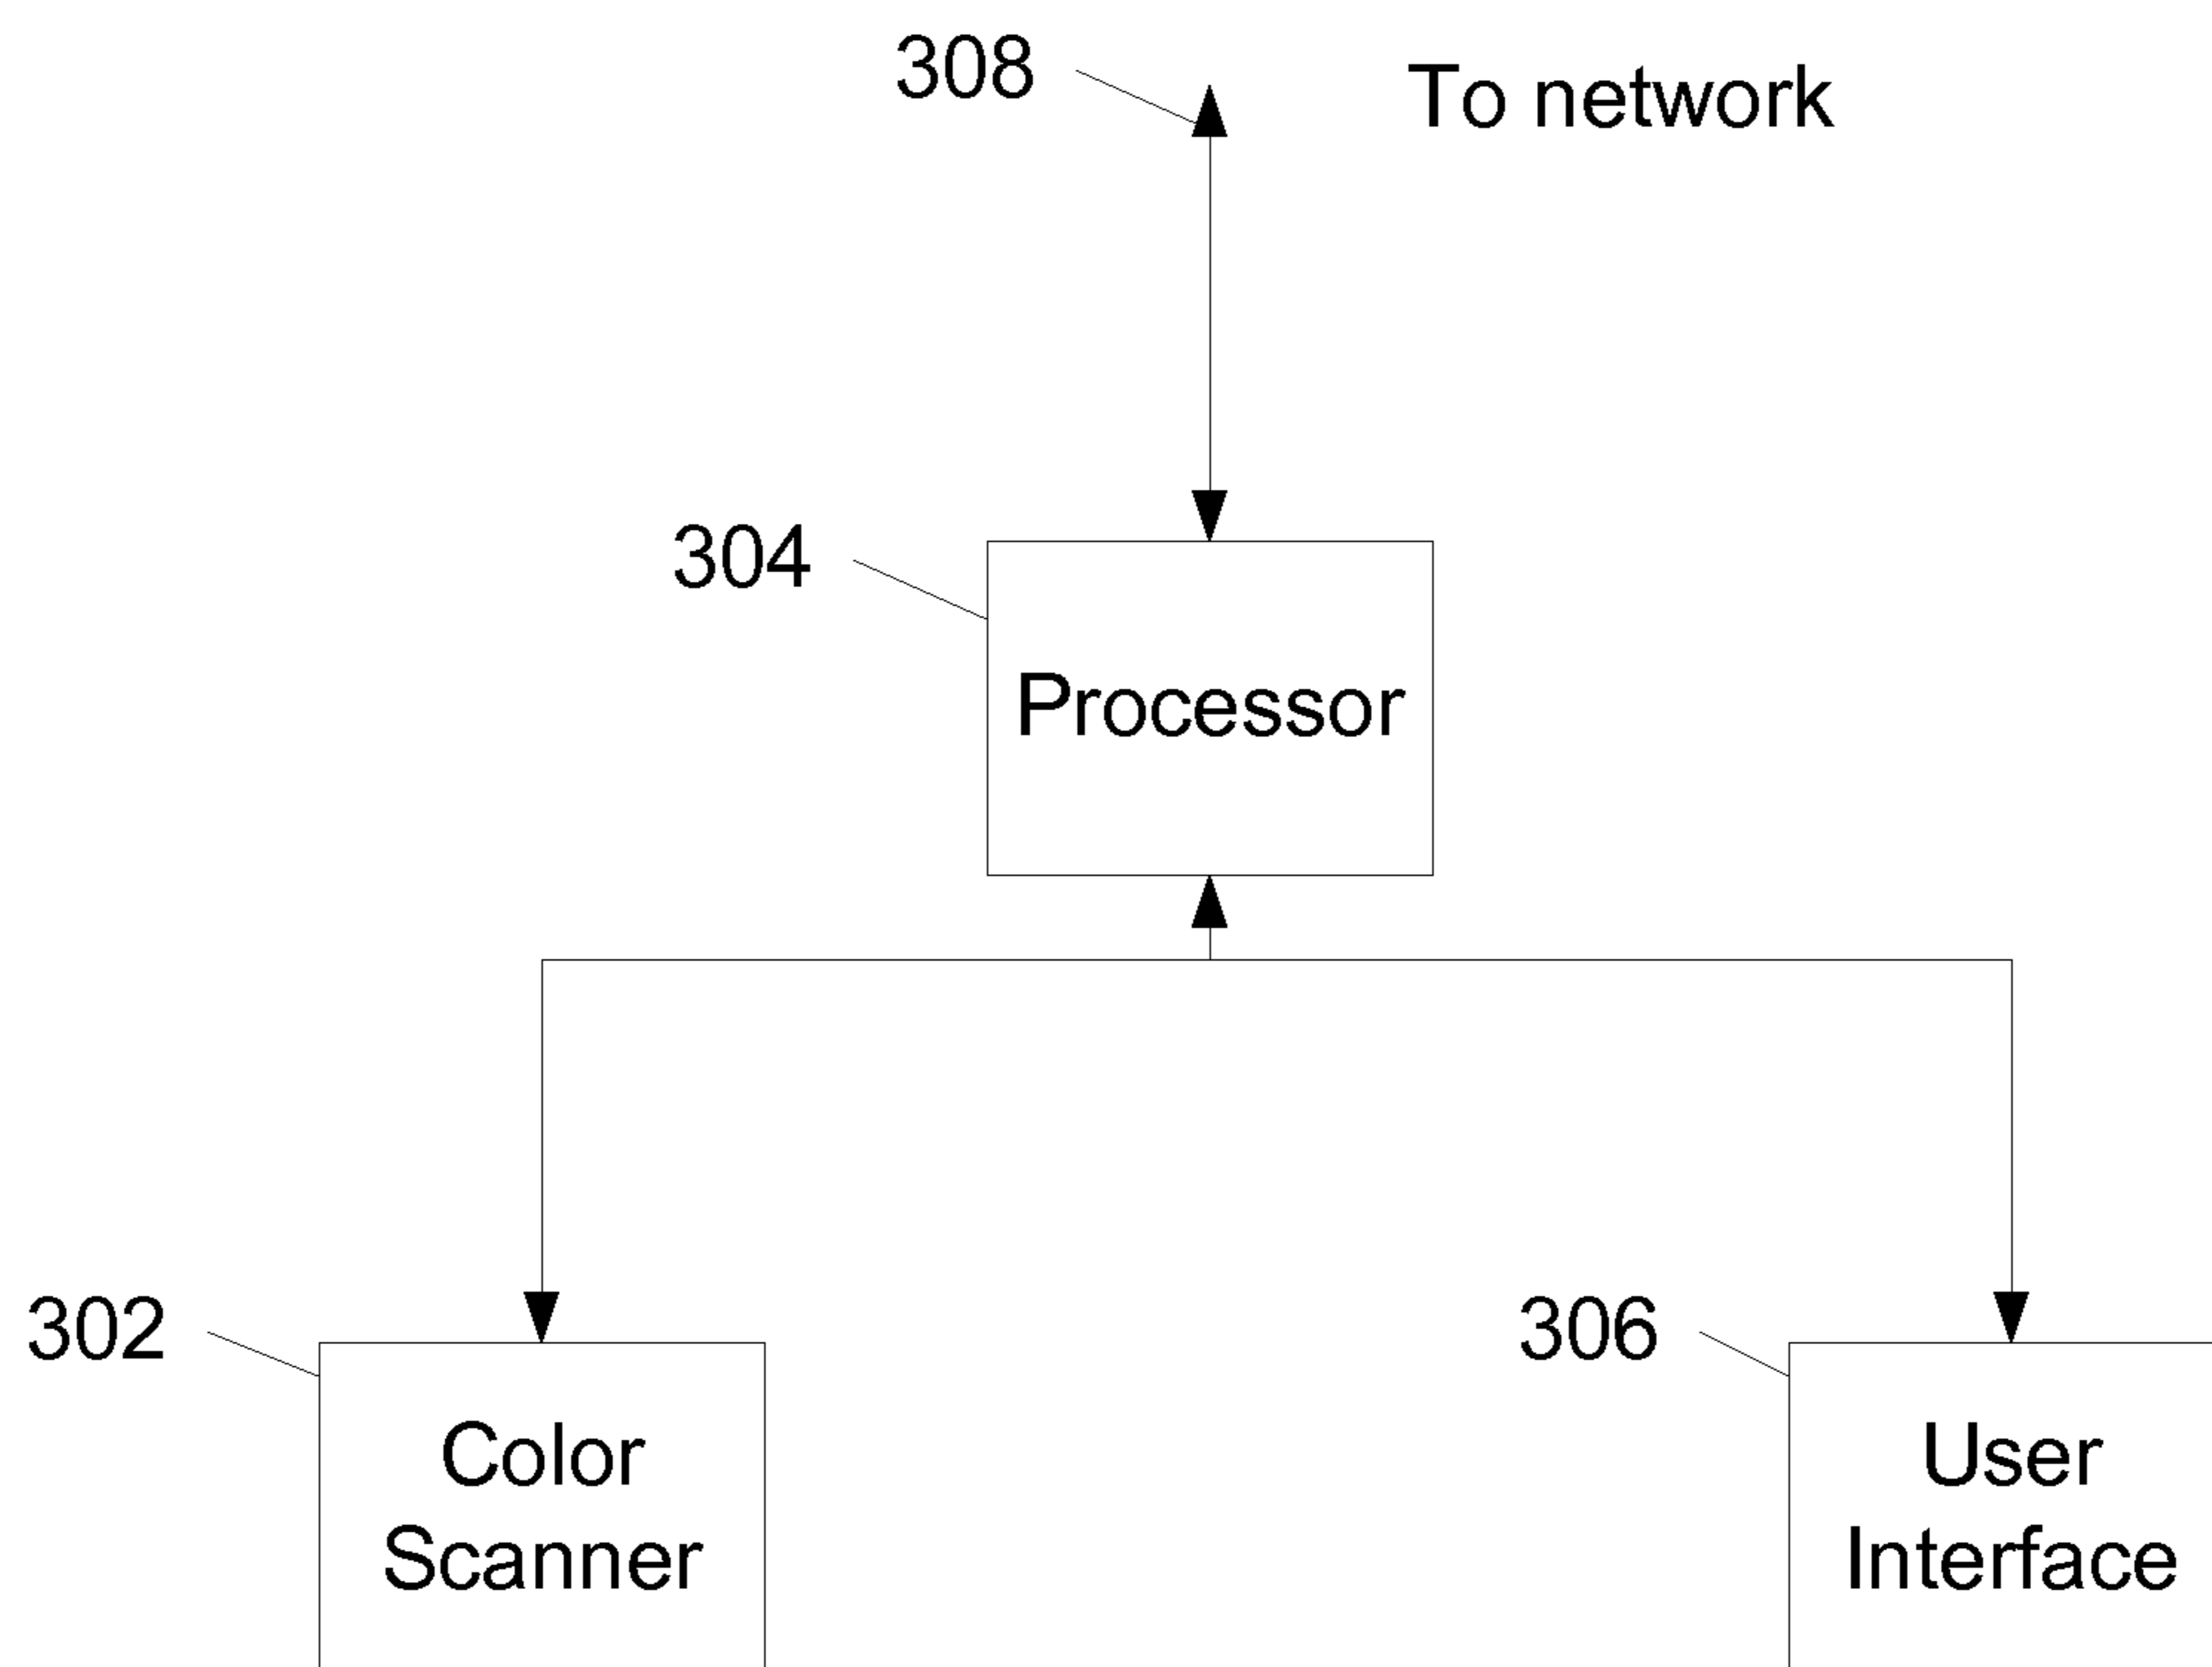 308
To network
304
Processor
302
Color
Scanner
306
User
Interface